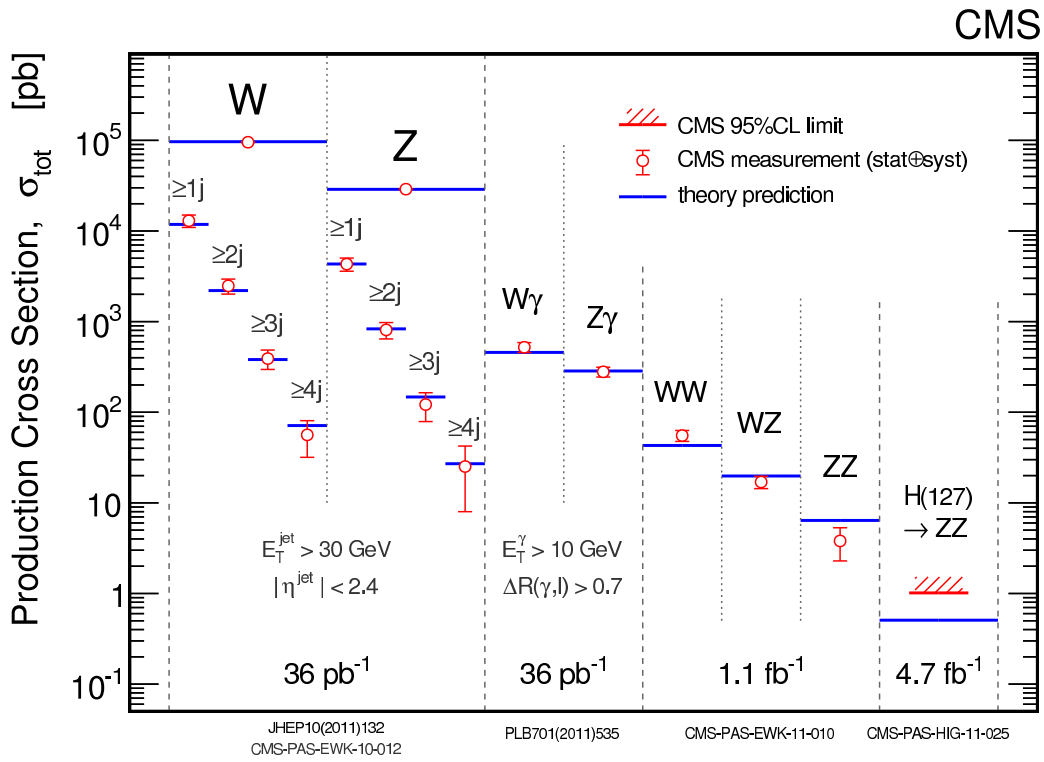 CMS
Production Cross Section, σ_tot [pb]
10^5
10^4
10^3
10^2
10
1
10^-1
W
≥1j
≥2j
≥3j
≥4j
Z
≥1j
≥2j
≥3j
≥4j
Wγ
Zγ
WW
WZ
ZZ
H(127)
→ ZZ
CMS 95%CL limit
CMS measurement (stat⊕syst)
theory prediction
E_T^jet > 30 GeV
|η^jet| < 2.4
E_T^γ > 10 GeV
ΔR(γ,l) > 0.7
36 pb^-1
36 pb^-1
1.1 fb^-1
4.7 fb^-1
JHEP10(2011)132
CMS-PAS-EWK-10-012
PLB701(2011)535
CMS-PAS-EWK-11-010
CMS-PAS-HIG-11-025